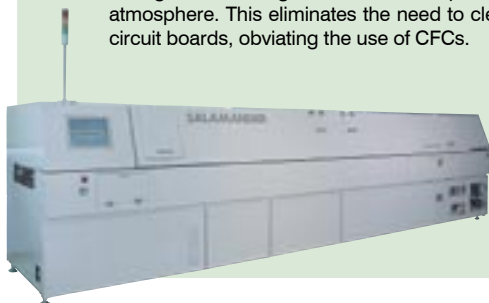 atmosphere. This eliminates the need to cle
circuit boards, obviating the use of CFCs.
SALAMANDER